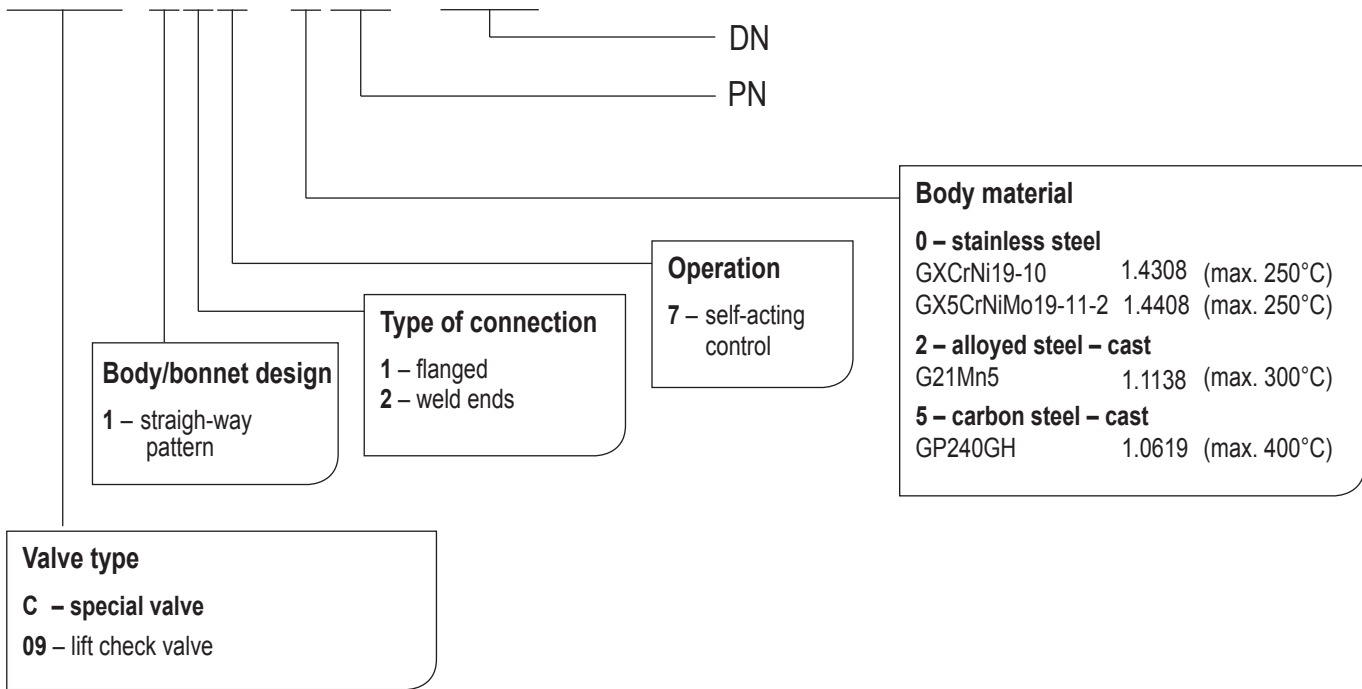 DN
PN
Body material
0 – stainless steel
GXCrNi19-10 1.4308 (max. 250°C)
GX5CrNiMo19-11-2 1.4408 (max. 250°C)
2 – alloyed steel – cast
G21Mn5 1.1138 (max. 300°C)
5 – carbon steel – cast
GP240GH 1.0619 (max. 400°C)
Operation
7 – self-acting
control
Type of connection
1 – flanged
2 – weld ends
Body/bonnet design
1 – straigh-way
pattern
Valve type
C – special valve
09 – lift check valve